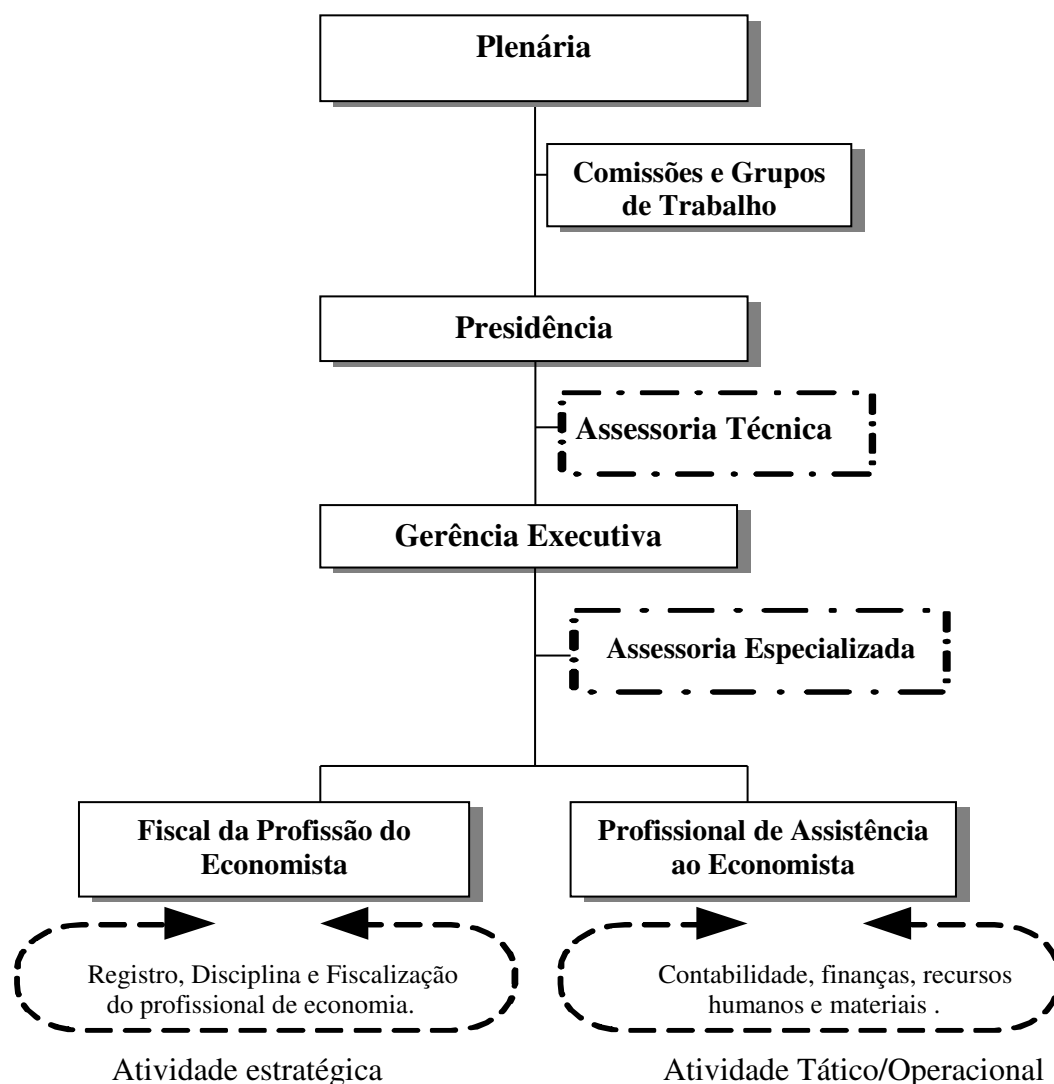 Plenária
Comissões e Grupos
de Trabalho
Presidência
Assessoria Técnica
Gerência Executiva
Assessoria Especializada
Fiscal da Profissão do
Economista
Profissional de Assistência
ao Economista
Registro, Disciplina e Fiscalização
do profissional de economia.
Contabilidade, finanças, recursos
humanos e materiais .
Atividade estratégica
Atividade Tático/Operacional